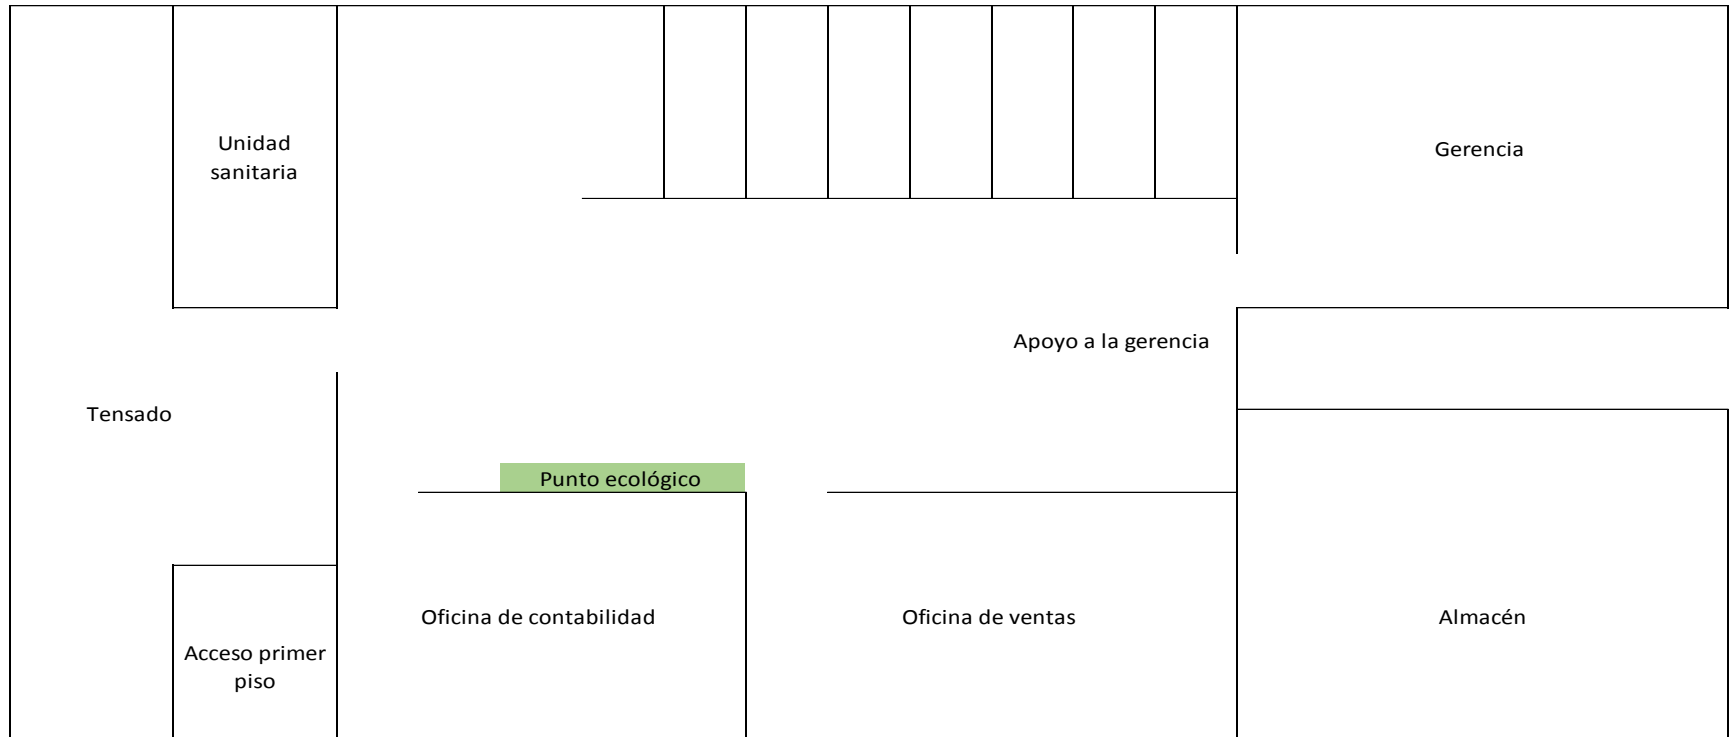 Unidad
sanitaria
Gerencia
Apoyo a la gerencia
Tensado
Punto ecológico
Oficina de contabilidad
Oficina de ventas
Almacén
Acceso primer
piso